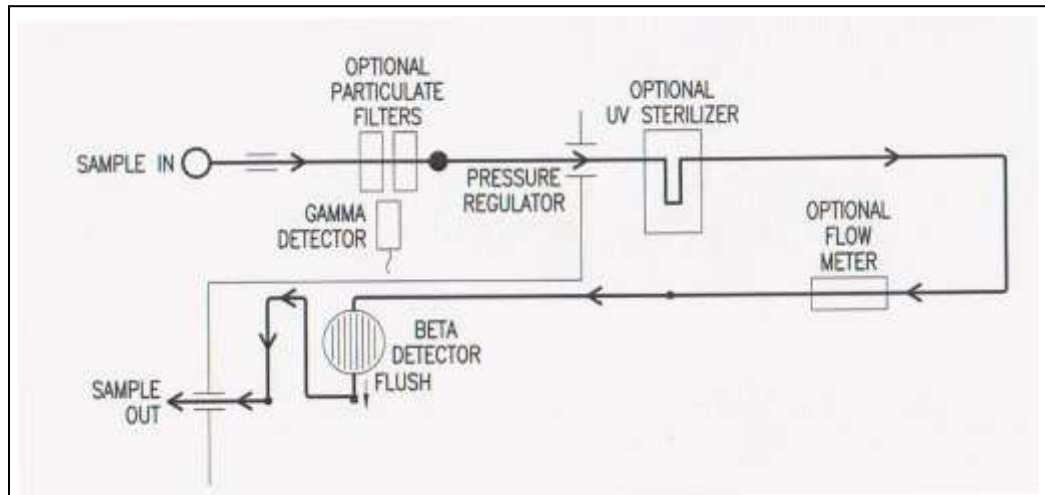 OPTIONAL
PARTICULATE
FILTERS
OPTIONAL
UV STERILIZER
SAMPLE IN
PRESSURE
REGULATOR
GAMMA
DETECTOR
OPTIONAL
FLOW
METER
BETA
DETECTOR
FLUSH
SAMPLE
OUT